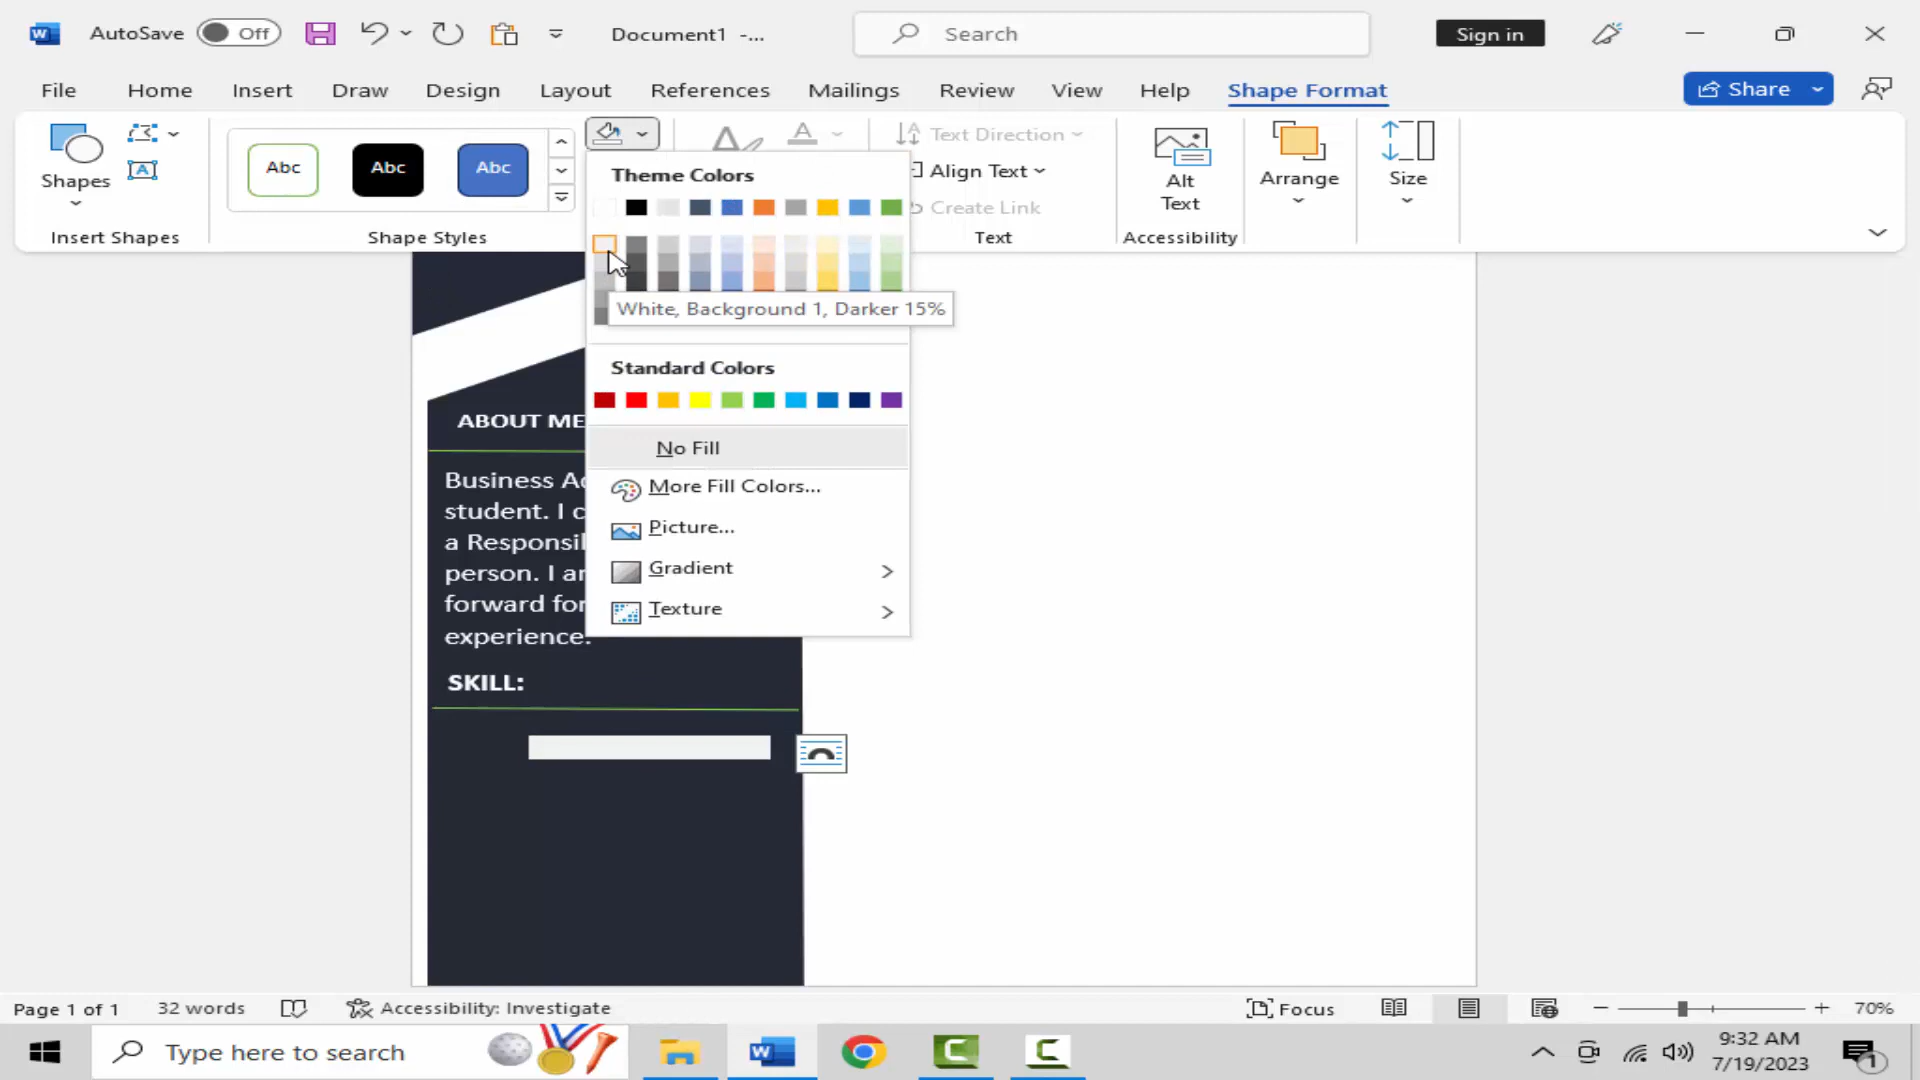 AutoSave Off Document1 -... Search Sign in
File Home Insert Draw Design Layout References Mailings Review View Help Shape Format Share
Shapes
Abc Abc Abc
Text Direction
Align Text
Create Link
Alt
Text
Arrange
Size
Insert Shapes Shape Styles Text Accessibility
Theme Colors
White, Background 1, Darker 15%
Standard Colors
No Fill
More Fill Colors...
Picture...
Gradient
Texture
ABOUT ME
Business A
student. I
a Responsi
person. I a
forward for
experience.
SKILL:
Page 1 of 1 32 words Accessibility: Investigate Focus 70%
Type here to search
9:32 AM
7/19/2023
1